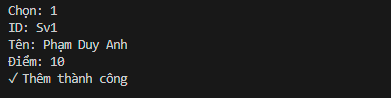 Chọn: 1
ID: Sv1
Tên: Phạm Duy Anh
Điểm: 10
✓ Thêm thành công